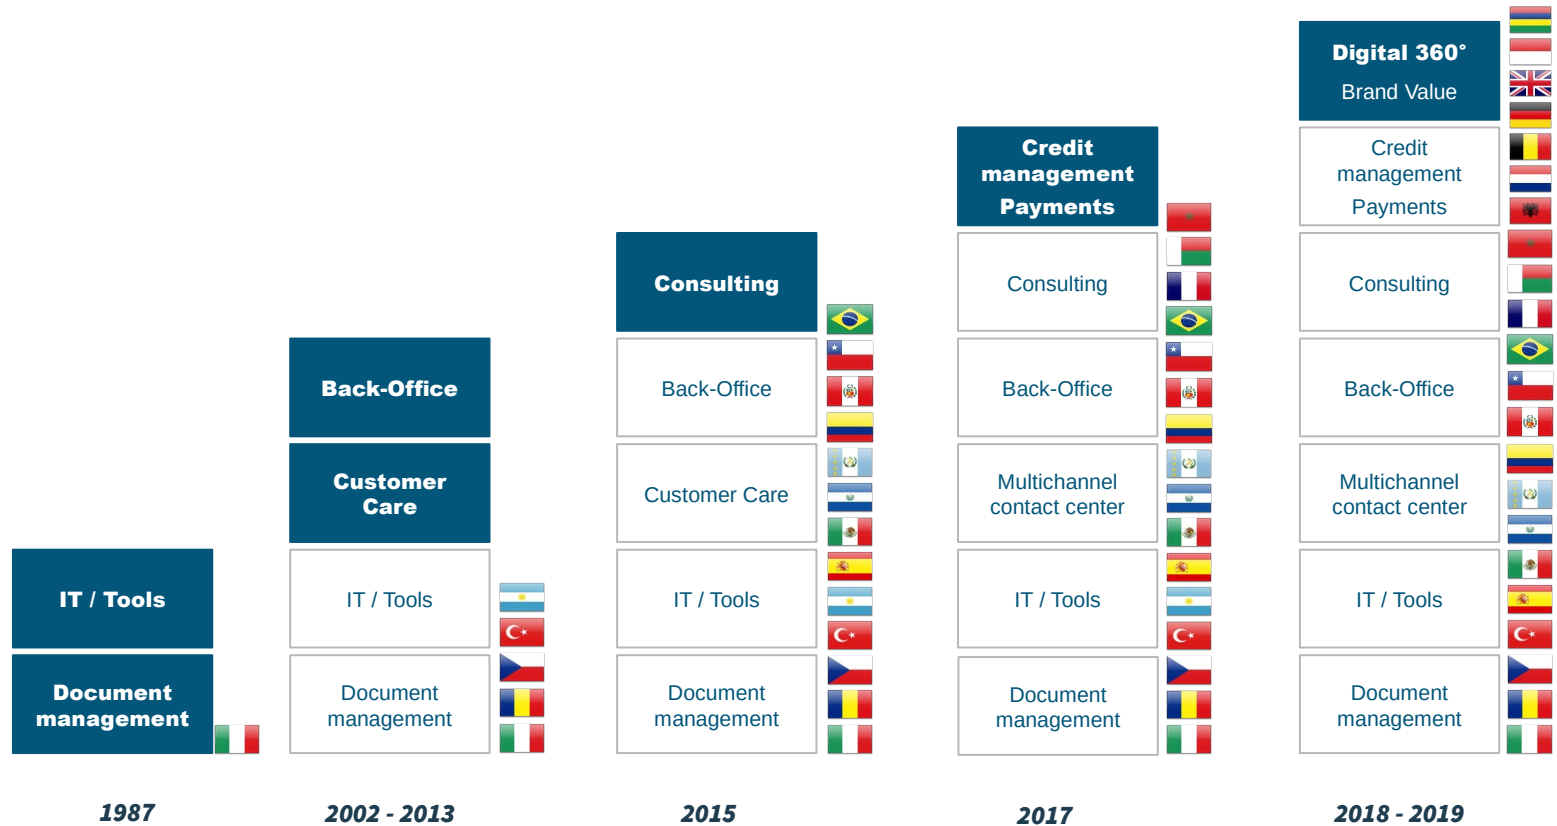 IT / Tools
Document
management
1987
Back-Office
Customer
Care
IT / Tools
Document
management
2002 - 2013
Consulting
Back-Office
Customer Care
IT / Tools
Document
management
2015
Credit
management
Payments
Consulting
Back-Office
Multichannel
contact center
IT / Tools
Document
management
2017
Digital 360°
Brand Value
Credit
management
Payments
Consulting
Back-Office
Multichannel
contact center
IT / Tools
Document
management
2018 - 2019